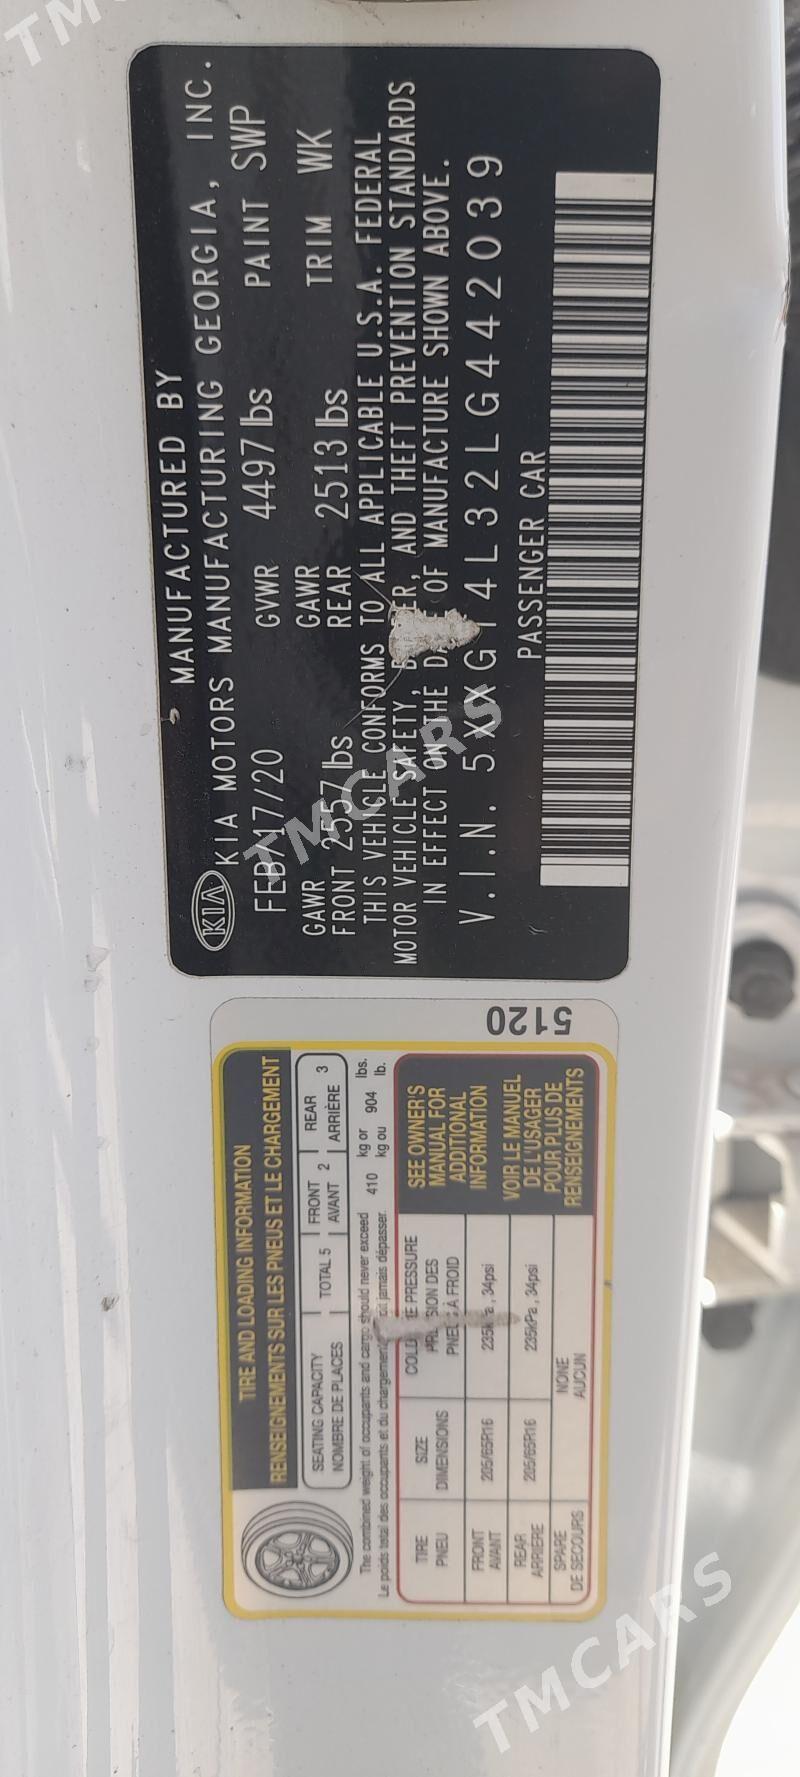 MANUFACTURED BY
KIA KIA MOTORS MANUFACTURING GEORGIA, INC.
FEB/17/20 GVWR 4497 lbs PAINT SWP
GAWR FRONT 2557 lbs GAWR REAR 2513 lbs TRIM WK
THIS VEHICLE CONFORMS TO ALL APPLICABLE U.S.A. FEDERAL
MOTOR VEHICLE SAFETY, AND THEFT PREVENTION STANDARDS
IN EFFECT ON THE OF MANUFACTURE SHOWN ABOVE.
V.I.N. 5XXG 4L32LG442039
PASSENGER CAR
5120
TIRE AND LOADING INFORMATION
RENSEIGNEMENTS SUR LES PNEUS ET LE CHARGEMENT
SEATING CAPACITY
NOMBRE DE PLACES
TOTAL 5
FRONT
AVANT 2
REAR
ARRIÈRE 3
The combined weight of occupants and cargo should never exceed 410 kg or 904 lbs.
Le poids total des occupants et du chargement jamais dépasser. kg ou lb.
TIRE
PNEU
SIZE
DIMENSIONS
COLD PRESSURE
DES
PNEUS À FROID
SEE OWNER'S
MANUAL FOR
ADDITIONAL
INFORMATION
VOIR LE MANUEL
DE L'USAGER
POUR PLUS DE
RENSEIGNEMENTS
FRONT
AVANT
205/65R16
235kPa, 34psi
REAR
ARRIÈRE
205/65R16
235kPa, 34psi
SPARE
DE SECOURS
NONE
AUCUN
TMCARS
TMCARS